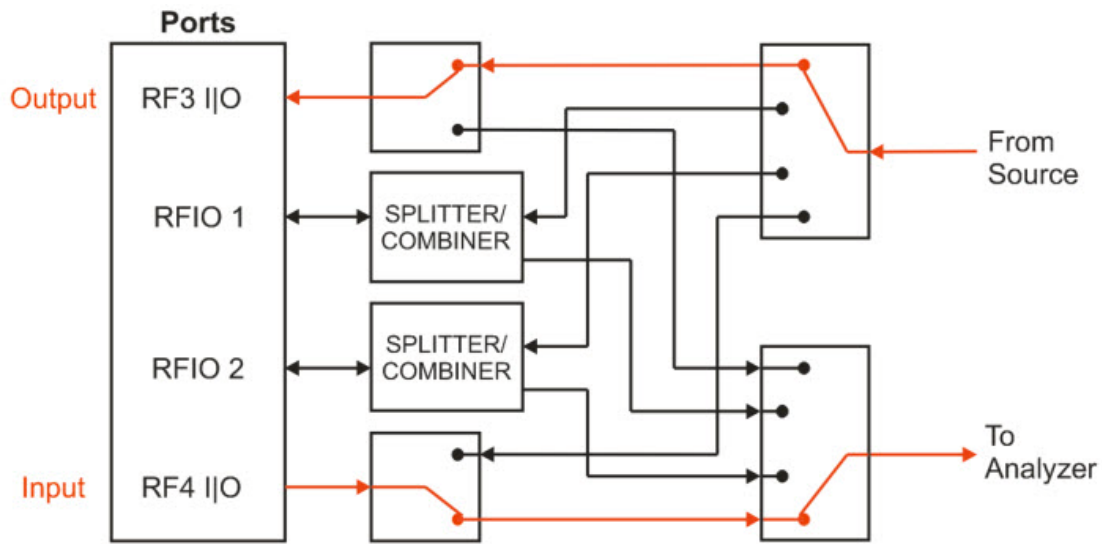 Ports
Output
RF3 I|O
RFIO 1
SPLITTER/
COMBINER
From
Source
RFIO 2
SPLITTER/
COMBINER
Input
RF4 I|O
To
Analyzer